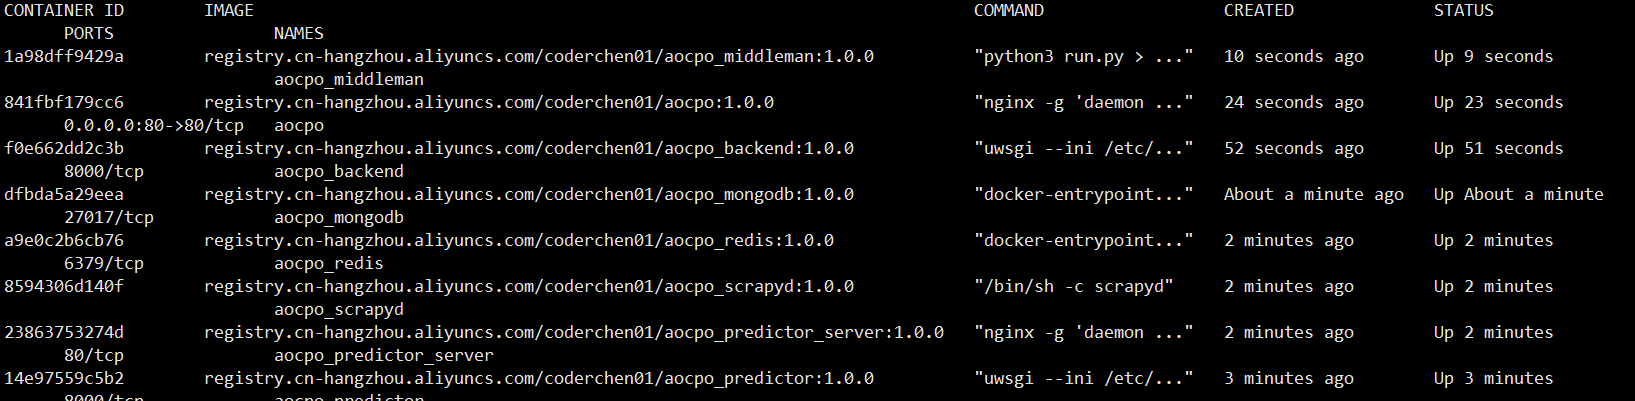 CONTAINER ID        IMAGE                                                                        COMMAND                  CREATED              STATUS
      PORTS                NAMES
1a98dff9429a        registry.cn-hangzhou.aliyuncs.com/coderchen01/aocpo_middleman:1.0.0          "python3 run.py > ..."   10 seconds ago       Up 9 seconds
                           aocpo_middleman
841fbf179cc6        registry.cn-hangzhou.aliyuncs.com/coderchen01/aocpo:1.0.0                    "nginx -g 'daemon ..."   24 seconds ago       Up 23 seconds
      0.0.0.0:80->80/tcp   aocpo
f0e662dd2c3b        registry.cn-hangzhou.aliyuncs.com/coderchen01/aocpo_backend:1.0.0            "uwsgi --ini /etc/..."   52 seconds ago       Up 51 seconds
      8000/tcp             aocpo_backend
dfbda5a29eea        registry.cn-hangzhou.aliyuncs.com/coderchen01/aocpo_mongodb:1.0.0            "docker-entrypoint..."   About a minute ago   Up About a minute
      27017/tcp            aocpo_mongodb
a9e0c2b6cb76        registry.cn-hangzhou.aliyuncs.com/coderchen01/aocpo_redis:1.0.0              "docker-entrypoint..."   2 minutes ago        Up 2 minutes
      6379/tcp             aocpo_redis
8594306d140f        registry.cn-hangzhou.aliyuncs.com/coderchen01/aocpo_scrapyd:1.0.0            "/bin/sh -c scrapyd"     2 minutes ago        Up 2 minutes
                           aocpo_scrapyd
23863753274d        registry.cn-hangzhou.aliyuncs.com/coderchen01/aocpo_predictor_server:1.0.0   "nginx -g 'daemon ..."   2 minutes ago        Up 2 minutes
      80/tcp               aocpo_predictor_server
14e97559c5b2        registry.cn-hangzhou.aliyuncs.com/coderchen01/aocpo_predictor:1.0.0          "uwsgi --ini /etc/..."   3 minutes ago        Up 3 minutes
      8000/tcp             aocpo_predictor